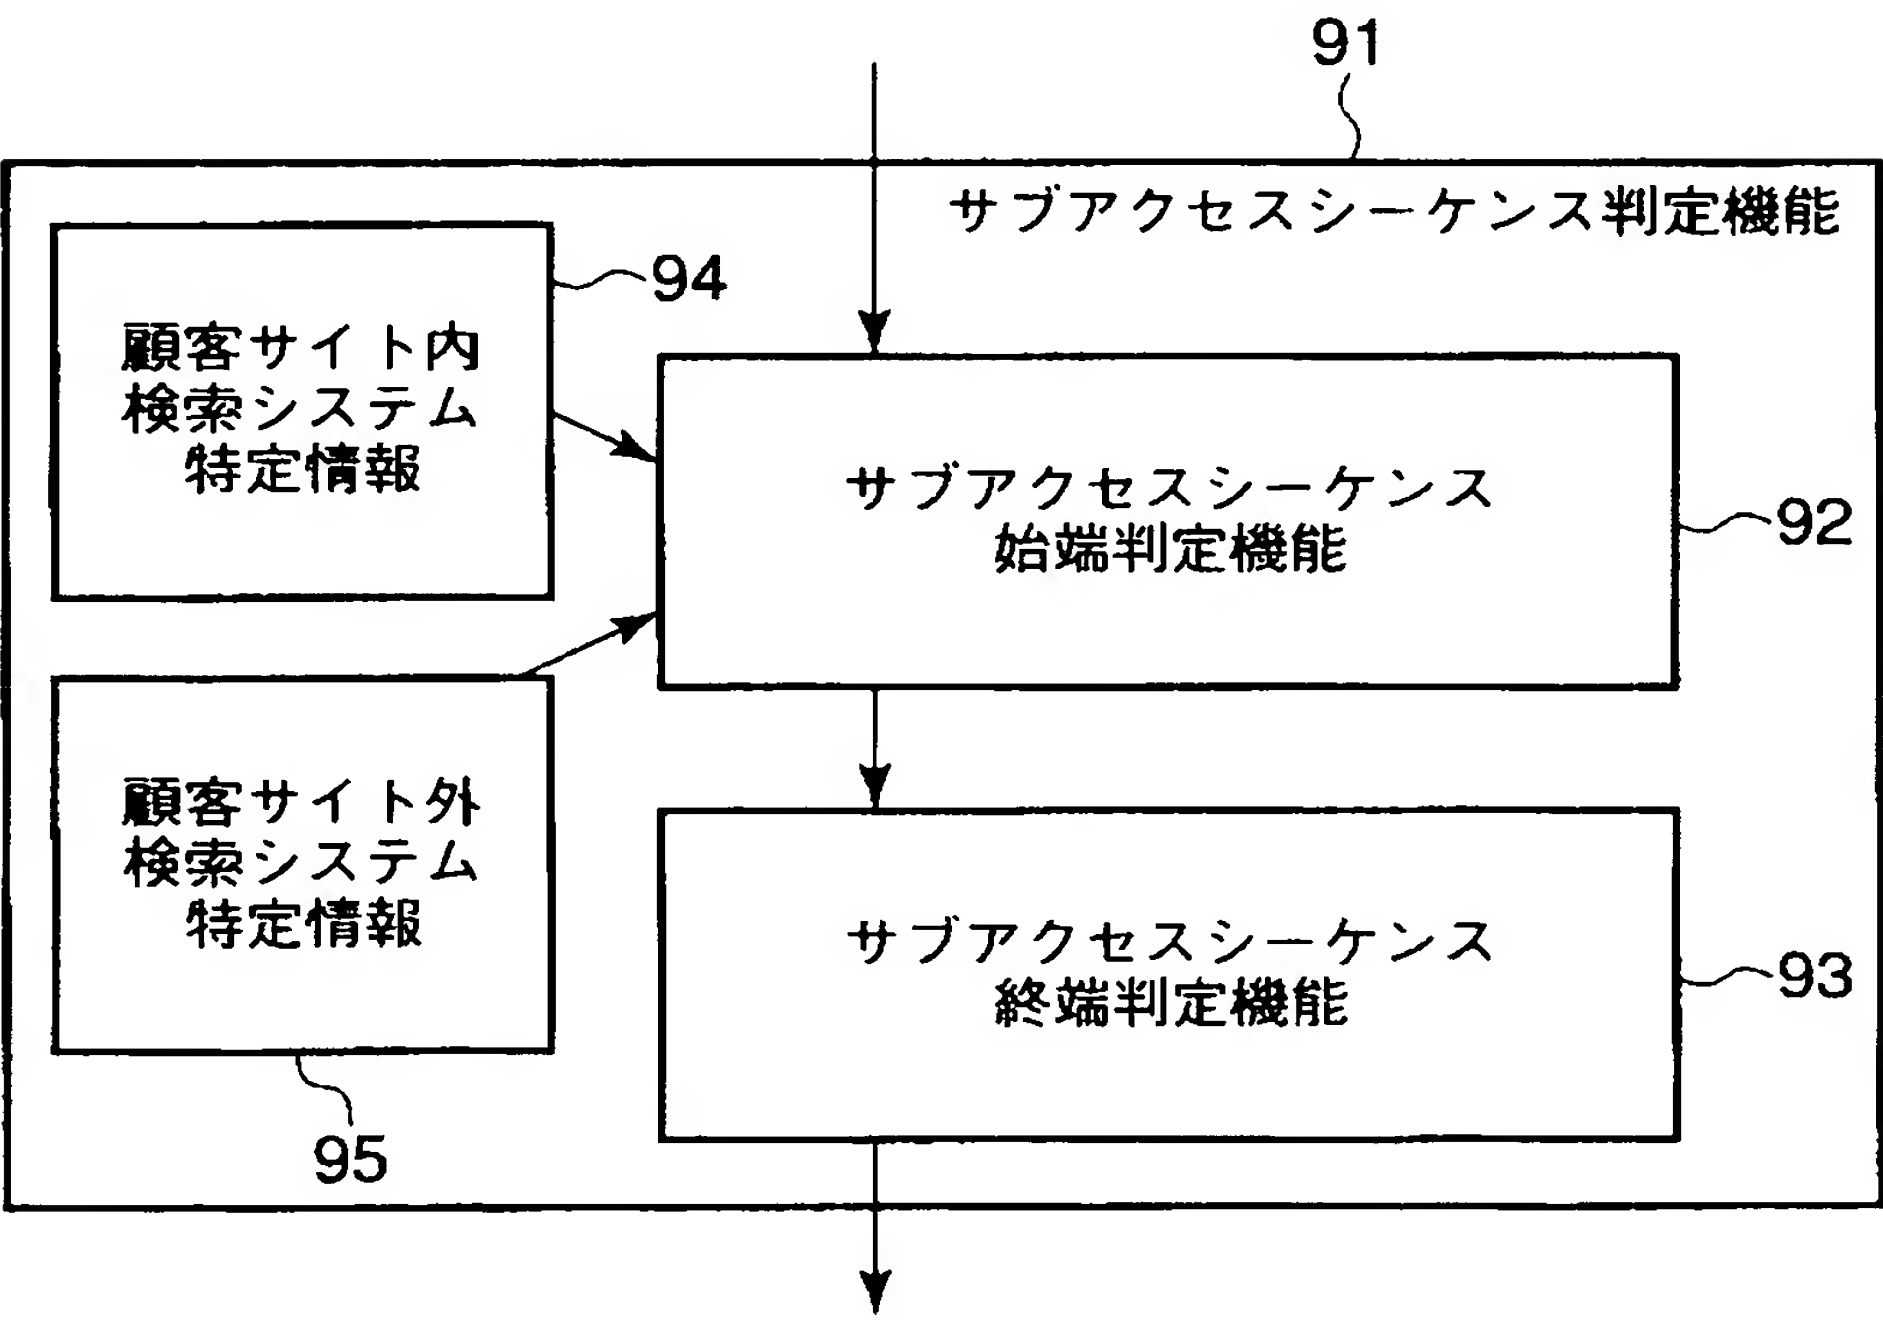 91
サブアクセスシーケンス判定機能
94
顧客サイト内
検索システム
特定情報
サブアクセスシーケンス
始端判定機能
92
顧客サイト外
検索システム
特定情報
95
サブアクセスシーケンス
終端判定機能
93